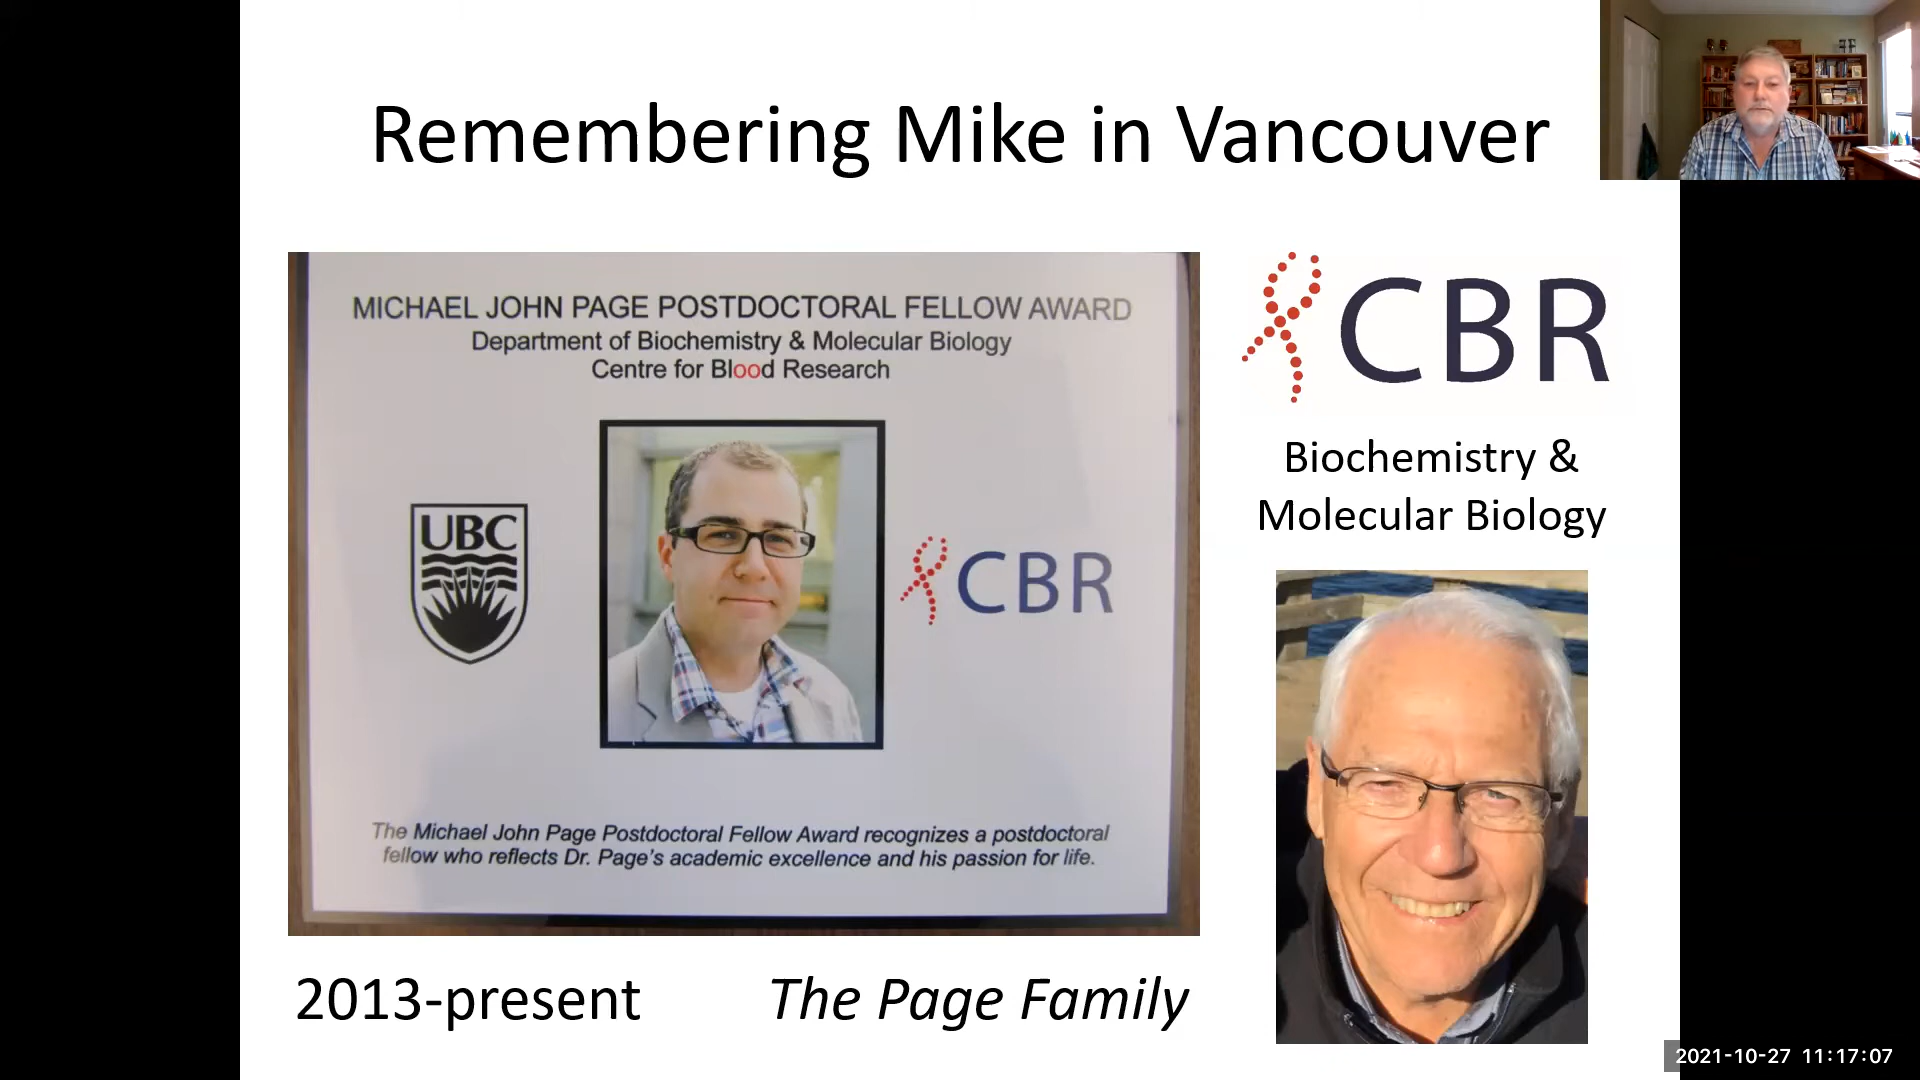 Remembering Mike in Vancouver
MICHAEL JOHN PAGE POSTDOCTORAL FELLOW AWARD
Department of Biochemistry & Molecular Biology
Centre for Blood Research
UBC
CBR
The Michael John Page Postdoctoral Fellow Award recognizes a postdoctoral
fellow who reflects Dr. Page's academic excellence and his passion for life.
CBR
Biochemistry &
Molecular Biology
2013-present
The Page Family
2021-10-27 11:17:07